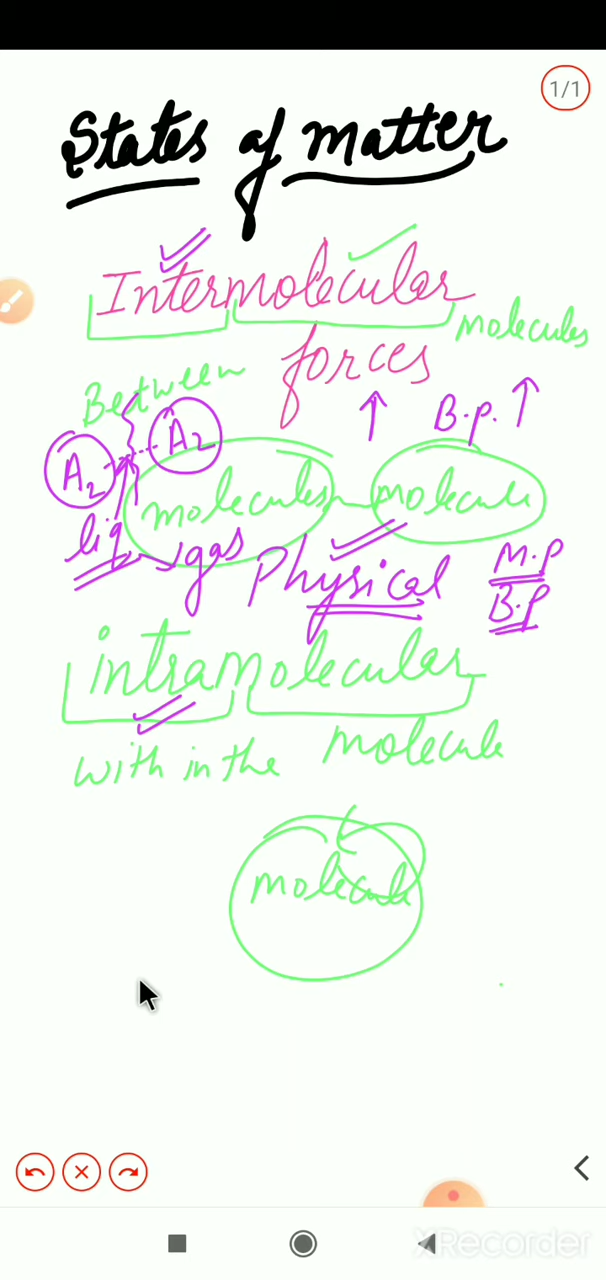 1/1
States of matter
Intermolecular
molecules
forces
Between
B.p. ↑
A2 A2
molecules molecule
liq gas Physical M.P
B.P
intramolecular
with in the molecule
molecule
XRecorder